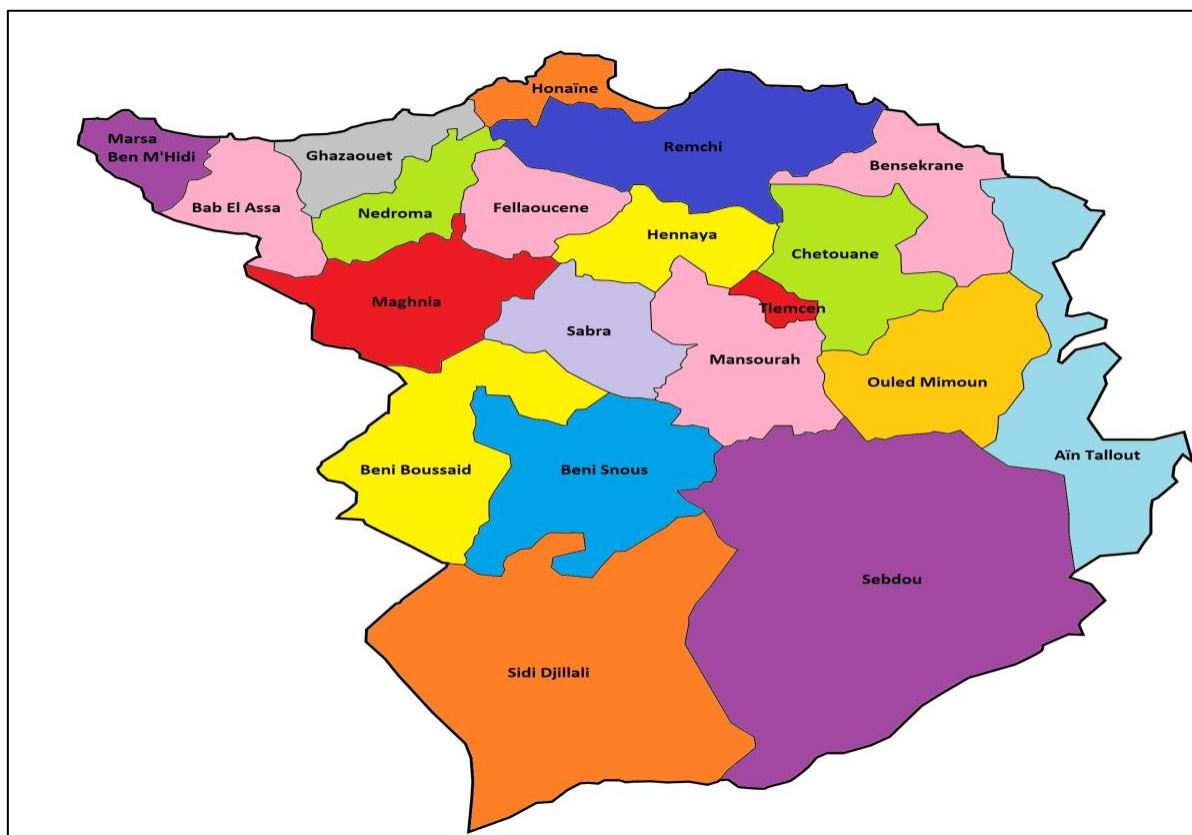 Honaïne
Marsa
Ben M'Hidi
Ghazaouet
Remchi
Bensekrane
Bab El Assa
Nedroma
Fellaoucene
Hennaya
Chetouane
Maghnia
Tlemcen
Sabra
Mansourah
Ouled Mimoun
Beni Boussaid
Beni Snous
Aïn Tallout
Sebdou
Sidi Djillali